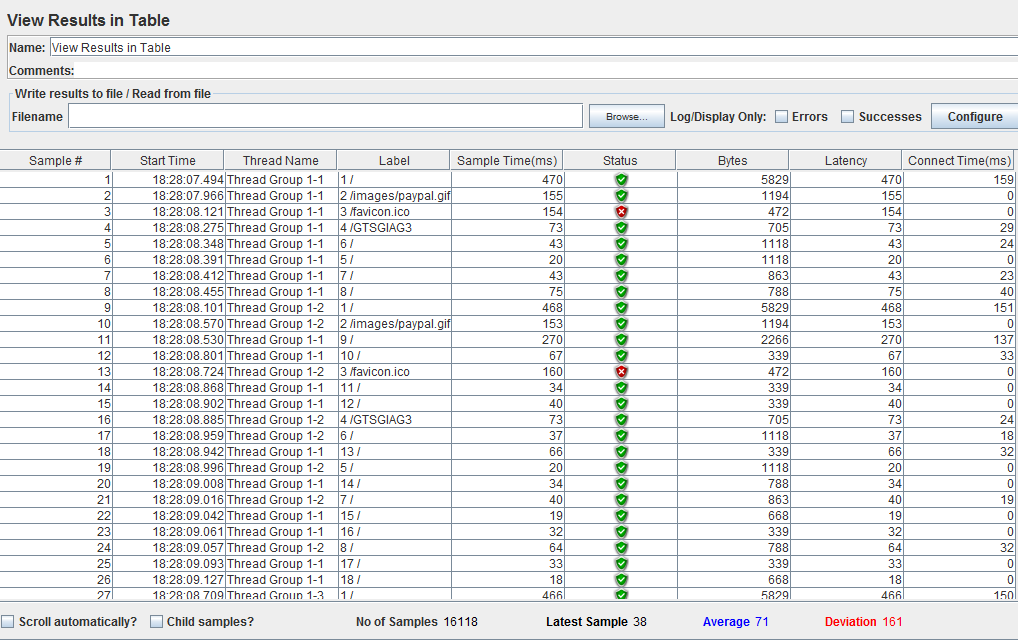 View Results in Table
Name: View Results in Table
Comments:
Write results to file / Read from file
Filename Browse... Log/Display Only: Errors Successes Configure
Sample # Start Time Thread Name Label Sample Time(ms) Status Bytes Latency Connect Time(ms)
1 18:28:07.494 Thread Group 1-1 1 / 470 5829 470 159
2 18:28:07.966 Thread Group 1-1 2 /images/paypal.gif 155 1194 155 0
3 18:28:08.121 Thread Group 1-1 3 /favicon.ico 154 472 154 0
4 18:28:08.275 Thread Group 1-1 4 /GTSGIAG3 73 705 73 29
5 18:28:08.348 Thread Group 1-1 6 / 43 1118 43 24
6 18:28:08.391 Thread Group 1-1 5 / 20 1118 20 0
7 18:28:08.412 Thread Group 1-1 7 / 43 863 43 23
8 18:28:08.455 Thread Group 1-1 8 / 75 788 75 40
9 18:28:08.101 Thread Group 1-2 1 / 468 5829 468 151
10 18:28:08.570 Thread Group 1-2 2 /images/paypal.gif 153 1194 153 0
11 18:28:08.530 Thread Group 1-1 9 / 270 2266 270 137
12 18:28:08.801 Thread Group 1-1 10 / 67 339 67 33
13 18:28:08.724 Thread Group 1-2 3 /favicon.ico 160 472 160 0
14 18:28:08.868 Thread Group 1-1 11 / 34 339 34 0
15 18:28:08.902 Thread Group 1-1 12 / 40 339 40 0
16 18:28:08.885 Thread Group 1-2 4 /GTSGIAG3 73 705 73 24
17 18:28:08.959 Thread Group 1-2 6 / 37 1118 37 18
18 18:28:08.942 Thread Group 1-1 13 / 66 339 66 32
19 18:28:08.996 Thread Group 1-2 5 / 20 1118 20 0
20 18:28:09.008 Thread Group 1-1 14 / 34 788 34 0
21 18:28:09.016 Thread Group 1-2 7 / 40 863 40 19
22 18:28:09.042 Thread Group 1-1 15 / 19 668 19 0
23 18:28:09.061 Thread Group 1-1 16 / 32 339 32 0
24 18:28:09.057 Thread Group 1-2 8 / 64 788 64 32
25 18:28:09.093 Thread Group 1-1 17 / 33 339 33 0
26 18:28:09.127 Thread Group 1-1 18 / 18 668 18 0
27 18:28:08.709 Thread Group 1-3 1 / 466 5829 466 150
Scroll automatically? Child samples? No of Samples 16118 Latest Sample 38 Average 71 Deviation 161